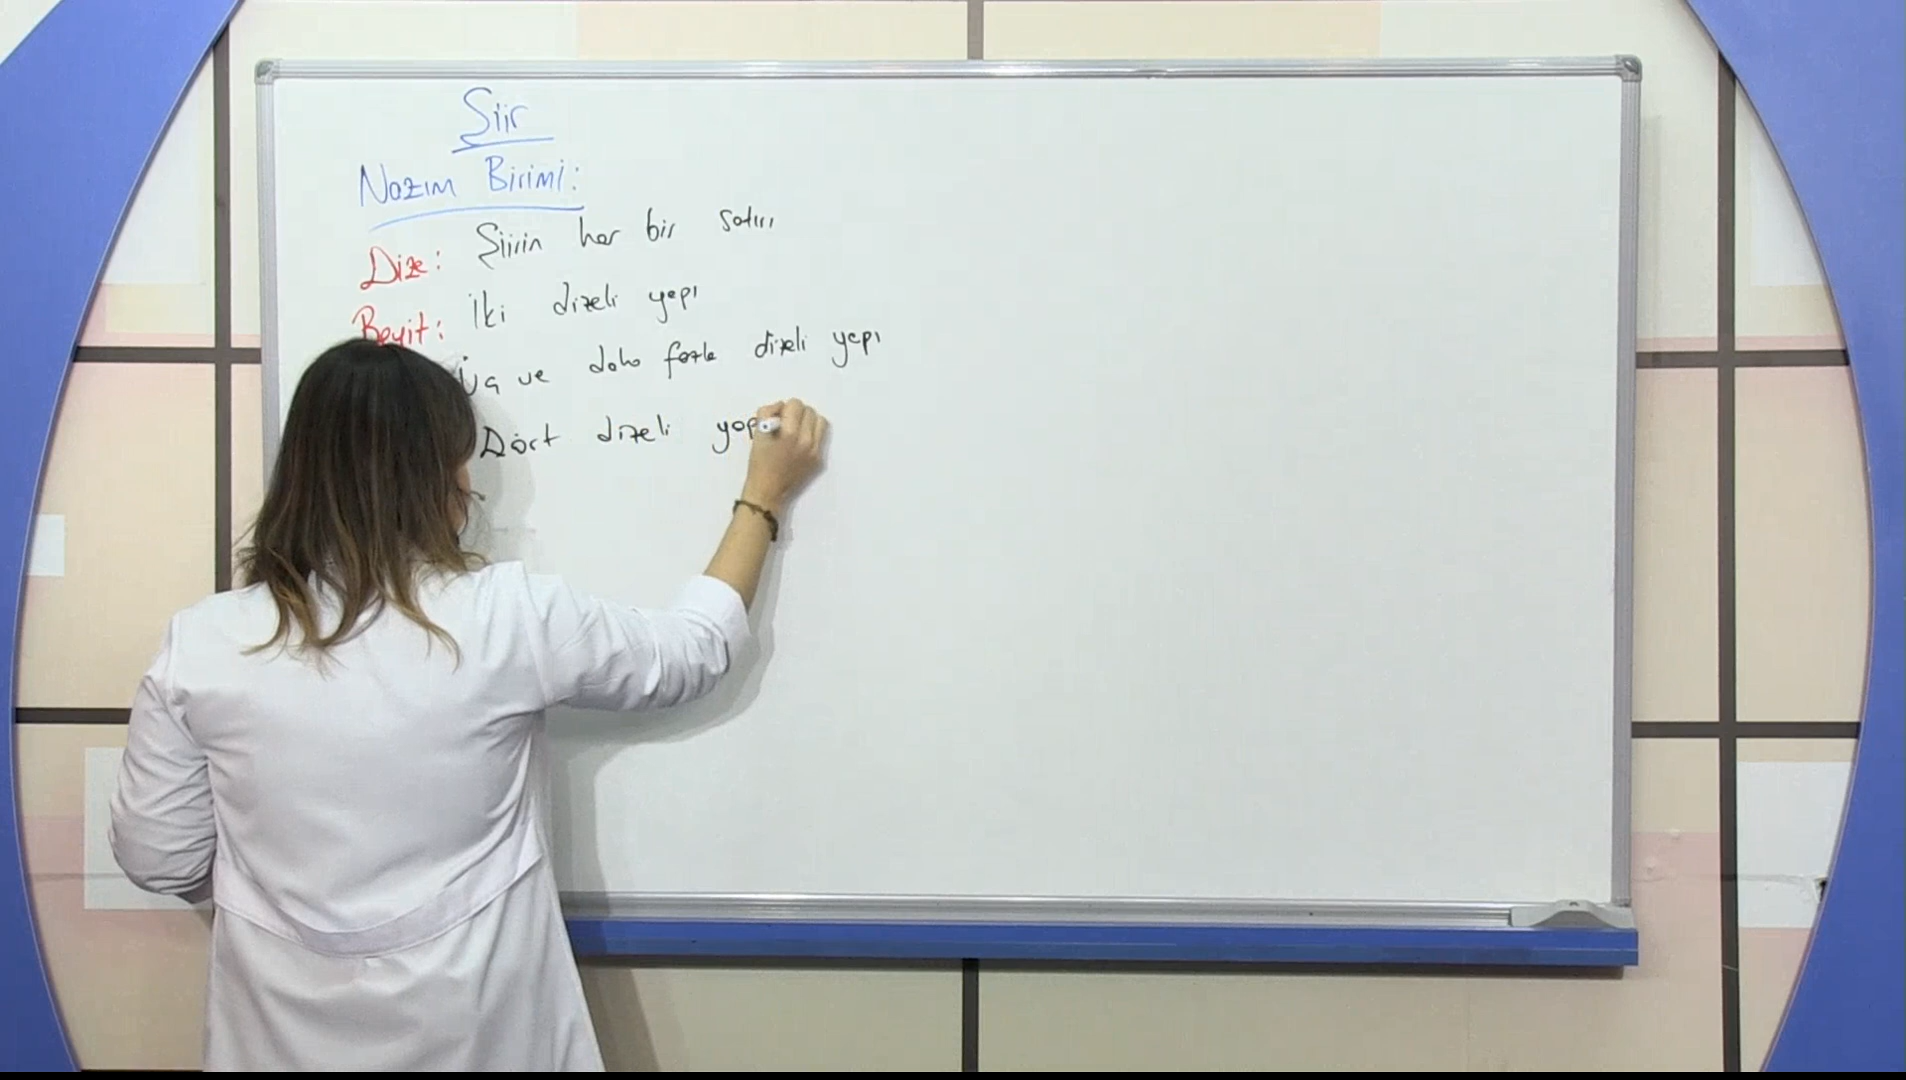 Şiir
Nazım Birimi:
Dize: Şiirin her bir satırı
Beyit: İki dizeli yapı
Üç ve daha fazla dizeli yapı
Dört dizeli yap